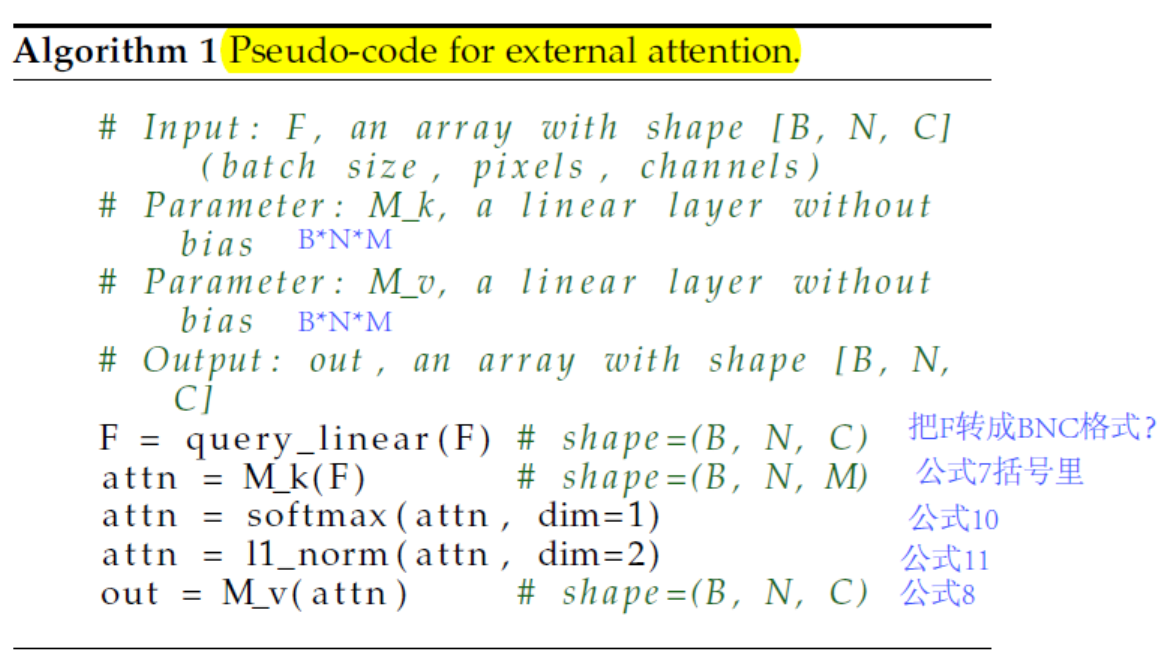 Algorithm 1 Pseudo-code for external attention.
# Input: F, an array with shape [B, N, C]
(batch size, pixels, channels)
# Parameter: M_k, a linear layer without
bias B*N*M
# Parameter: M_v, a linear layer without
bias B*N*M
# Output: out, an array with shape [B, N,
C]
F = query_linear(F) # shape=(B, N, C) 把F转成BNC格式?
attn = M_k(F) # shape=(B, N, M) 公式7括号里
attn = softmax(attn, dim=1) 公式10
attn = l1_norm(attn, dim=2) 公式11
out = M_v(attn) # shape=(B, N, C) 公式8